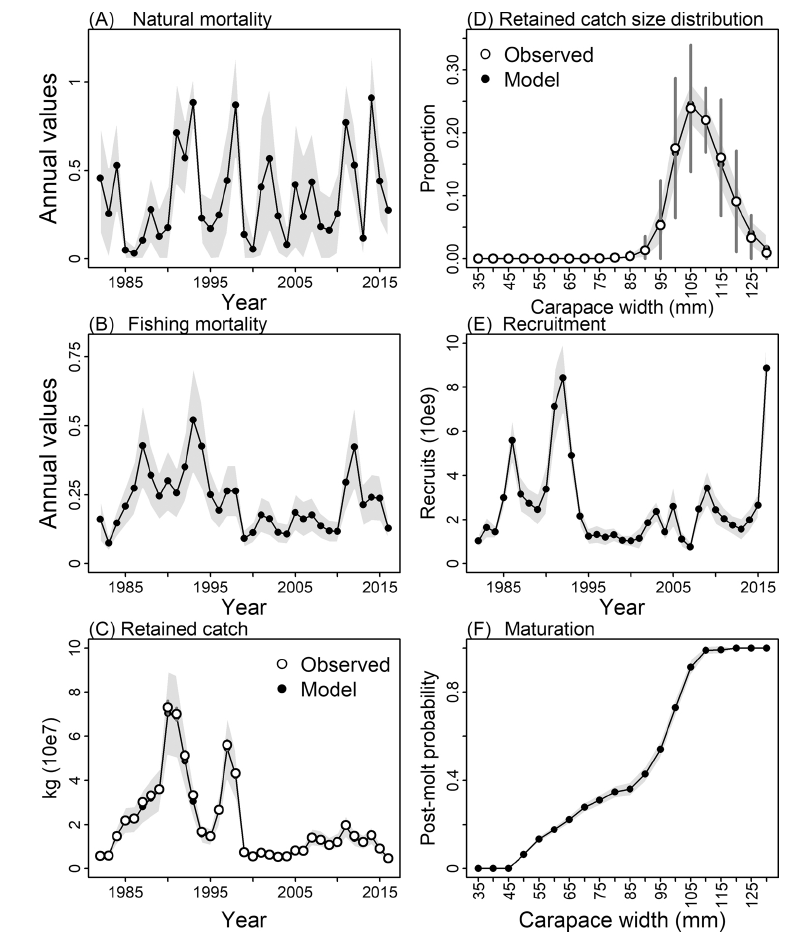 (A) Natural mortality
Annual values
0 0.5 1
1985 1995 2005 2015
Year
(B) Fishing mortality
Annual values
0 0.25 0.5 0.75
1985 1995 2005 2015
Year
(C) Retained catch
Observed
Model
kg (10e7)
0 2 4 6 8 10
1985 1995 2005 2015
Year
(D) Retained catch size distribution
Observed
Model
Proportion
0.00 0.10 0.20 0.30
35 45 55 65 75 85 95 105 115 125
Carapace width (mm)
(E) Recruitment
Recruits (10e9)
0 2 4 6 8 10
1985 1995 2005 2015
Year
(F) Maturation
Post-molt probability
0 0.4 0.8
35 45 55 65 75 85 95 105 115 125
Carapace width (mm)